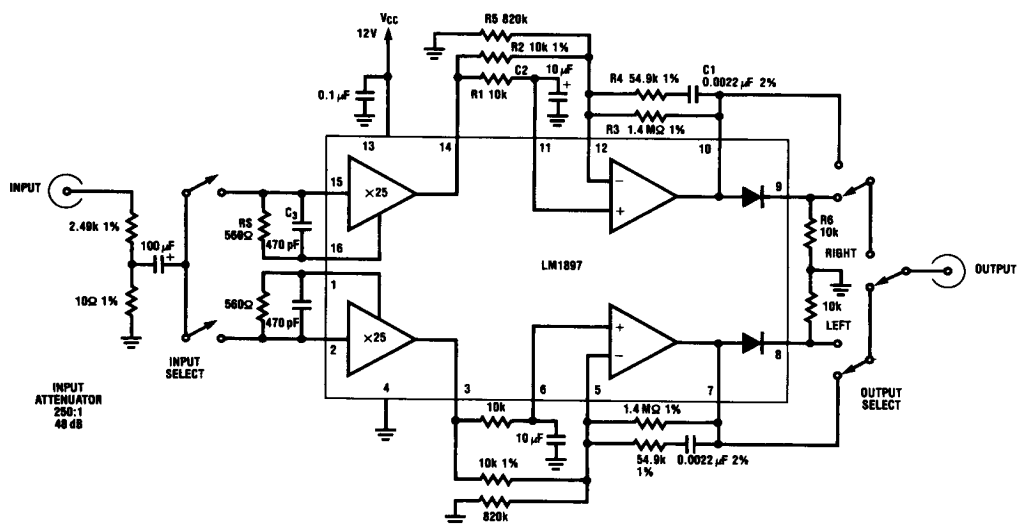 R5 820k
VCC
12V
R2 10k 1%
C2
10 μF
+
R1 10k
C1
0.0022 μF 2%
R4 54.9k 1%
R3 1.4 MΩ 1%
0.1 μF
13
14
11
12
10
INPUT
15
×25
−
+
9
2.49k 1%
RS
560Ω
C3
470 pF
R6
10k
100 μF
+
16
LM1897
RIGHT
OUTPUT
10Ω 1%
1
560Ω
470 pF
10k
LEFT
×25
+
−
8
2
INPUT
SELECT
3
6
5
7
4
INPUT
ATTENUATOR
250:1
48 dB
OUTPUT
SELECT
10k
1.4 MΩ 1%
10 μF
54.9k
1%
0.0022 μF 2%
10k 1%
820k